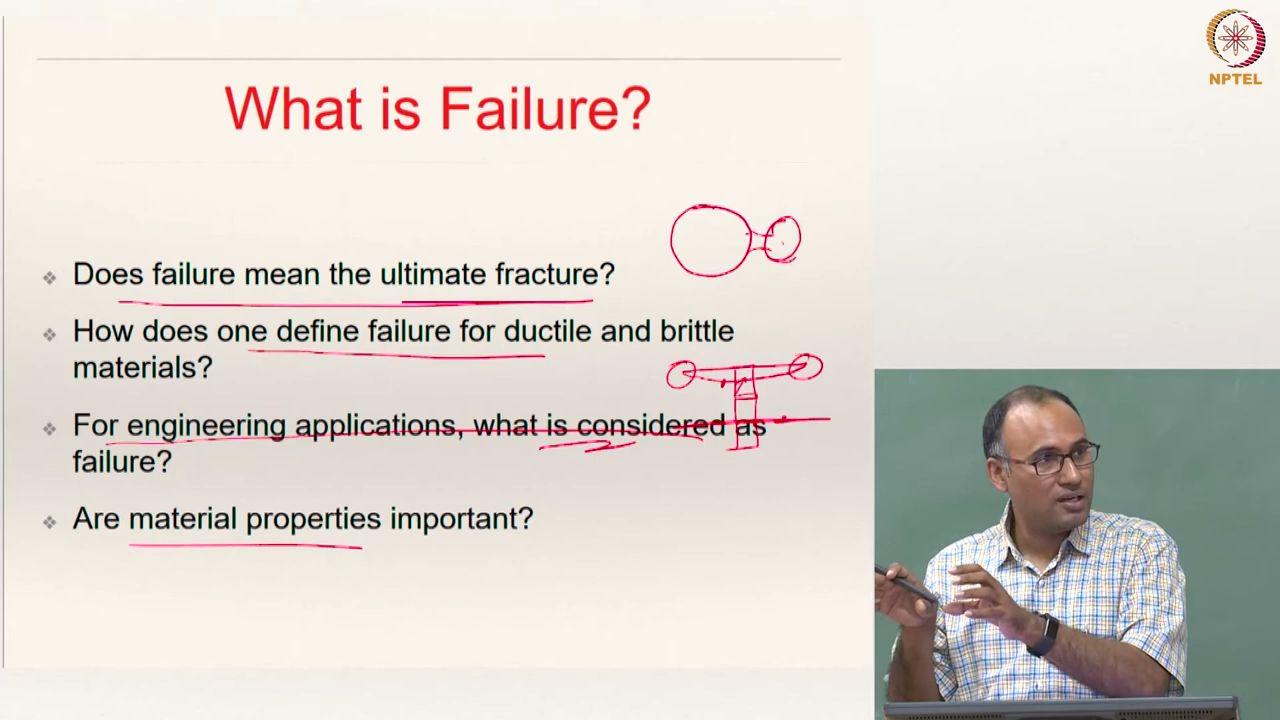 NPTEL
What is Failure?
Does failure mean the ultimate fracture?
How does one define failure for ductile and brittle
materials?
For engineering applications, what is considered as
failure?
Are material properties important?